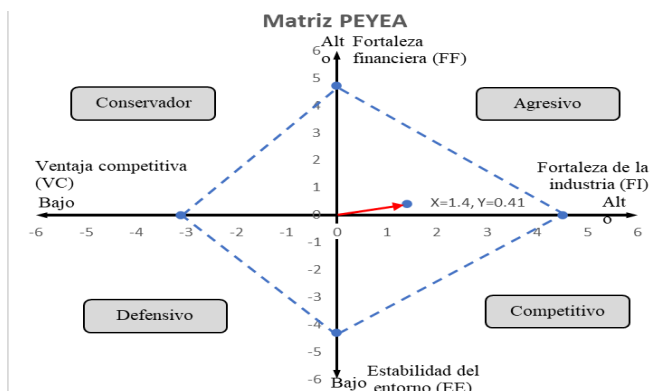 Matriz PEYEA
6
Alt
o
Fortaleza
financiera (FF)
5
4
3
2
1
0
Conservador
Agresivo
Ventaja competitiva
(VC)
Bajo
Fortaleza de la
industria (FI)
Alt
o
X=1.4, Y=0.41
-6 -5 -4 -3 -2 -1 0 1 2 3 4 5 6
-1
-2
-3
-4
-5
-6
Defensivo
Competitivo
Bajo
Estabilidad del
entorno (EE)